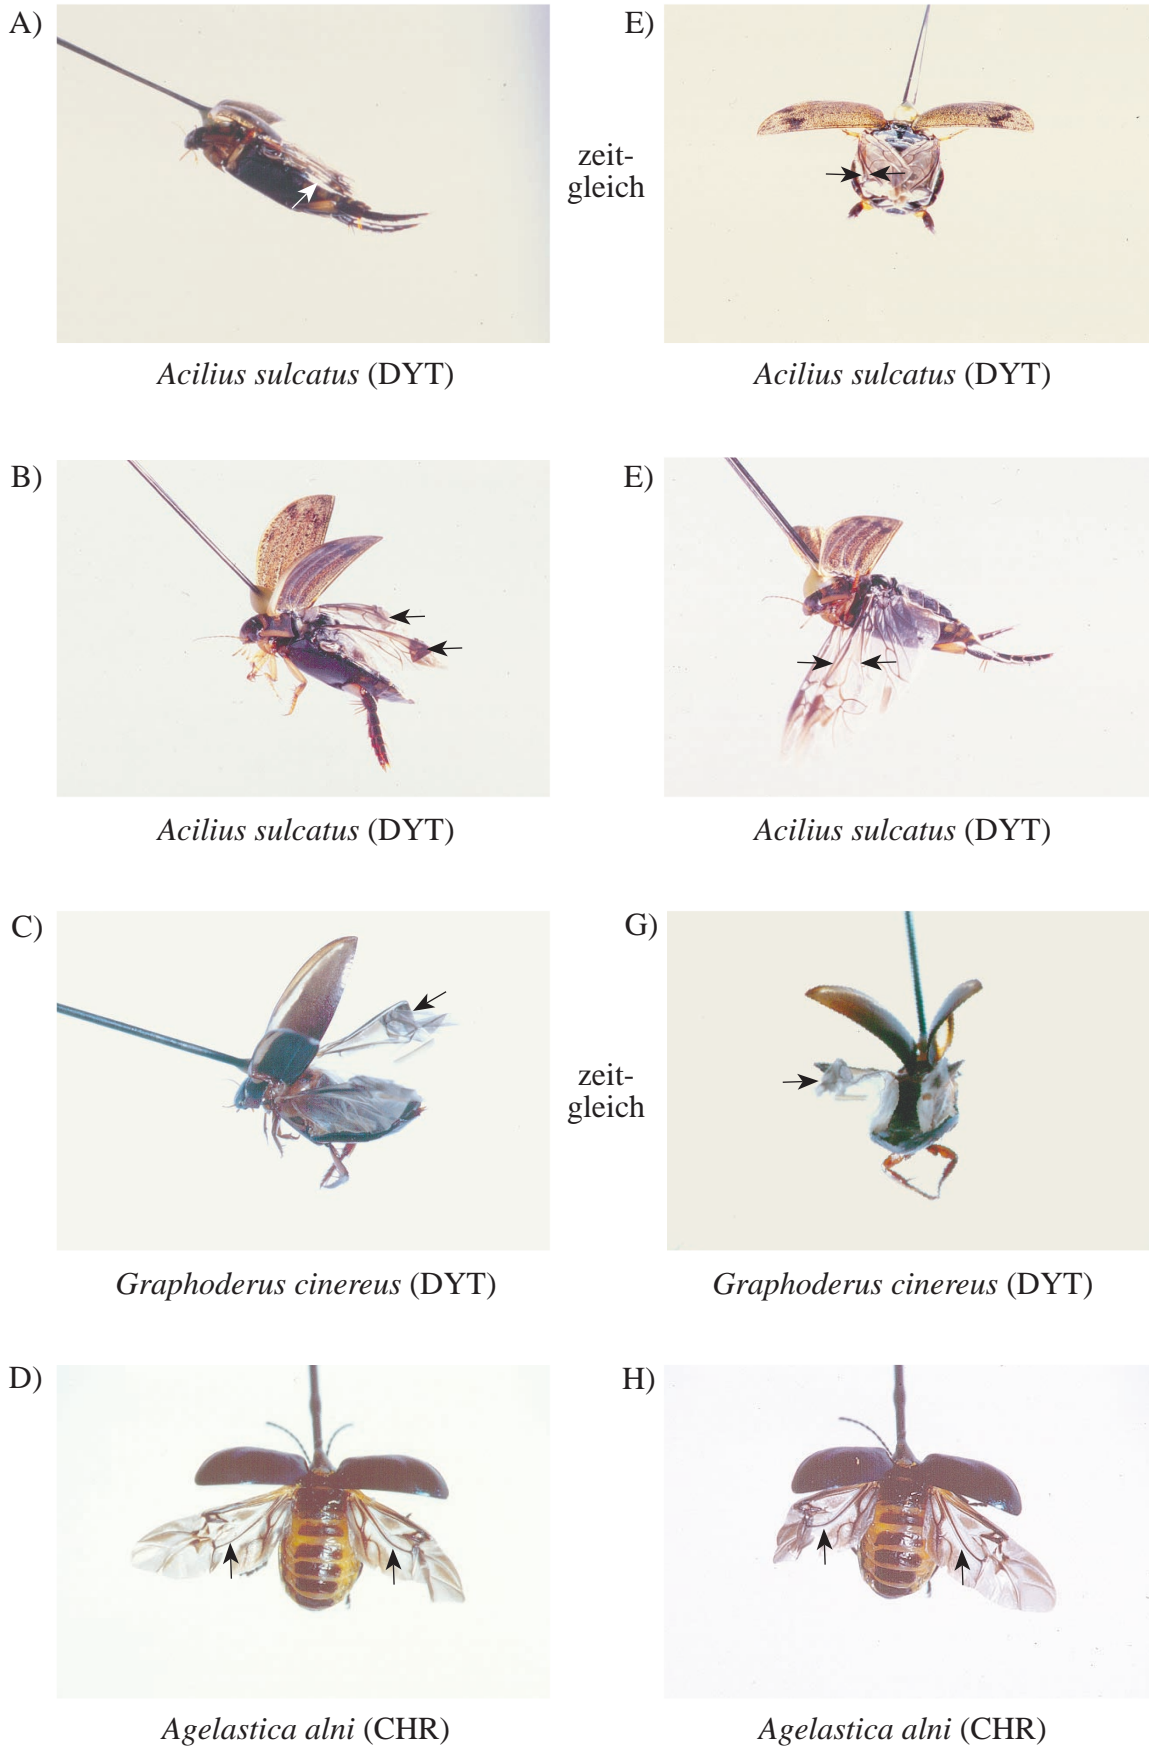 A)
E)
zeit-
gleich
Acilius sulcatus (DYT)
Acilius sulcatus (DYT)
B)
E)
Acilius sulcatus (DYT)
Acilius sulcatus (DYT)
C)
G)
zeit-
gleich
Graphoderus cinereus (DYT)
Graphoderus cinereus (DYT)
D)
H)
Agelastica alni (CHR)
Agelastica alni (CHR)